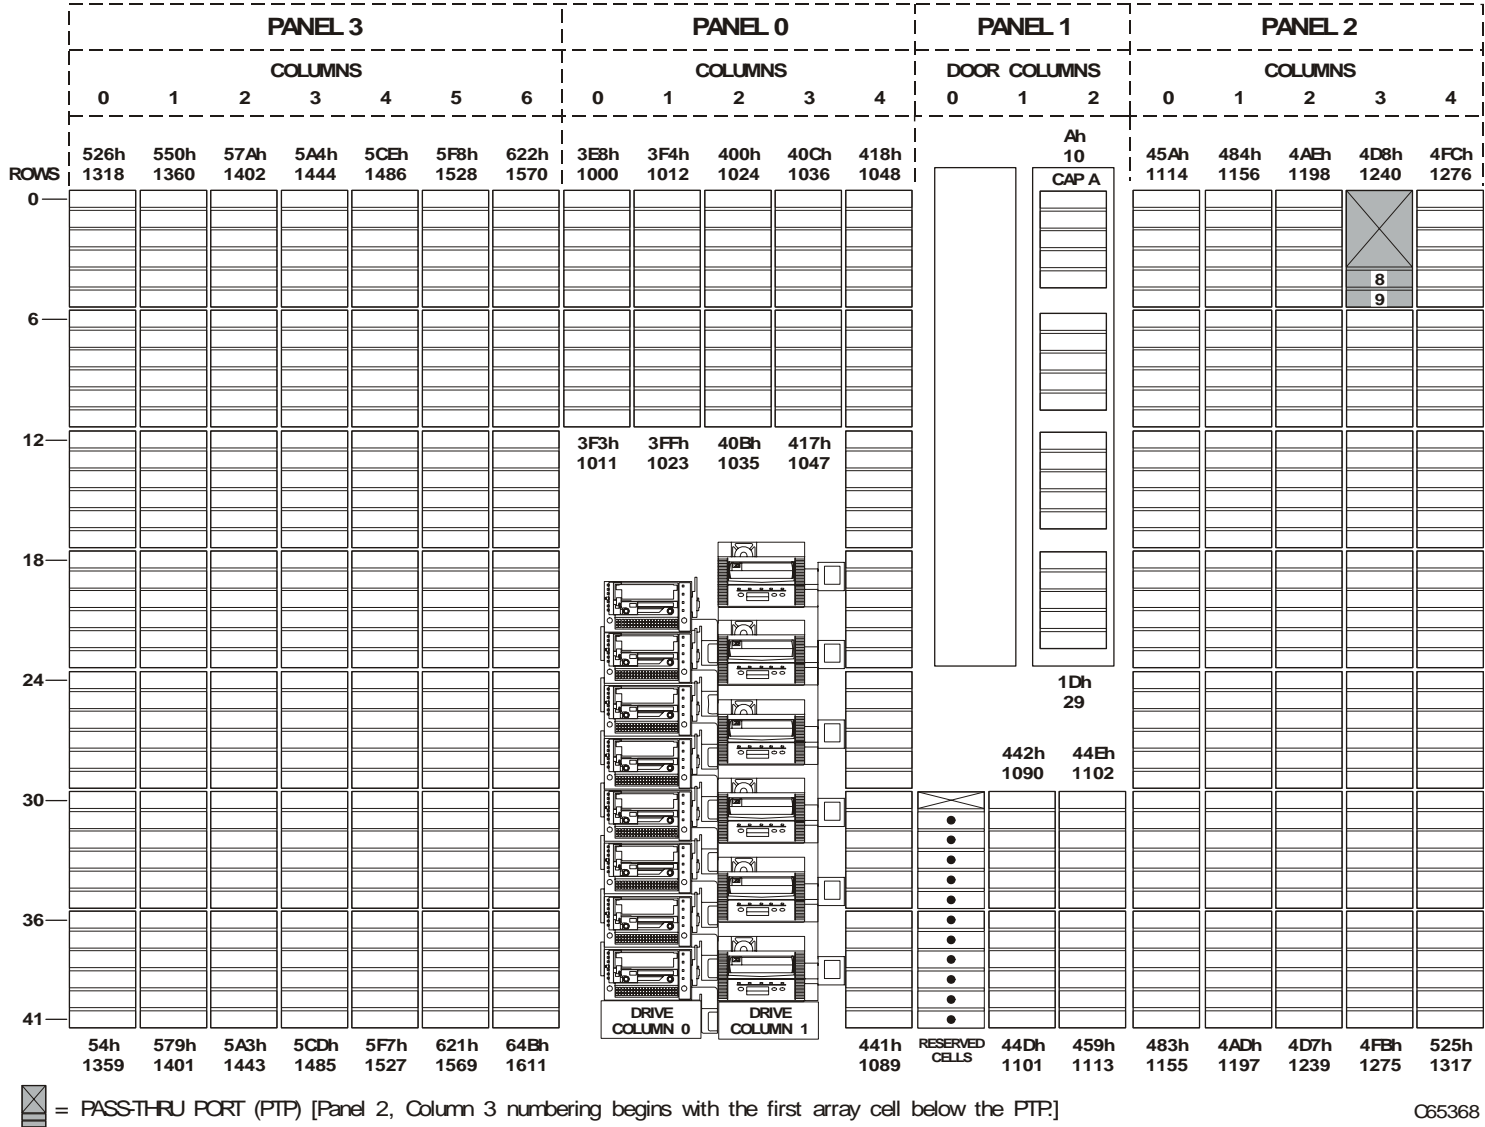 PANEL 3 PANEL 0 PANEL 1 PANEL 2
COLUMNS COLUMNS DOOR COLUMNS COLUMNS
0 1 2 3 4 5 6 0 1 2 3 4 0 1 2 0 1 2 3 4
Ah
10
526h 550h 57Ah 5A4h 5CEh 5F8h 622h 3E8h 3F4h 400h 40Ch 418h 45Ah 484h 4AEh 4D8h 4FCh
ROWS 1318 1360 1402 1444 1486 1528 1570 1000 1012 1024 1036 1048 1114 1156 1198 1240 1276
CAP A
0
8
9
6
12
3F3h 3FFh 40Bh 417h
1011 1023 1035 1047
18
24
1Dh
29
442h 44Eh
1090 1102
30
36
41
DRIVE COLUMN 0
DRIVE COLUMN 1
54h 579h 5A3h 5CDh 5F7h 621h 64Bh 441h RESERVED CELLS 44Dh 459h 483h 4ADh 4D7h 4FBh 525h
1359 1401 1443 1485 1527 1569 1611 1089 1101 1113 1155 1197 1239 1275 1317
= PASS-THRU PORT (PTP) [Panel 2, Column 3 numbering begins with the first array cell below the PTP.]
C65368